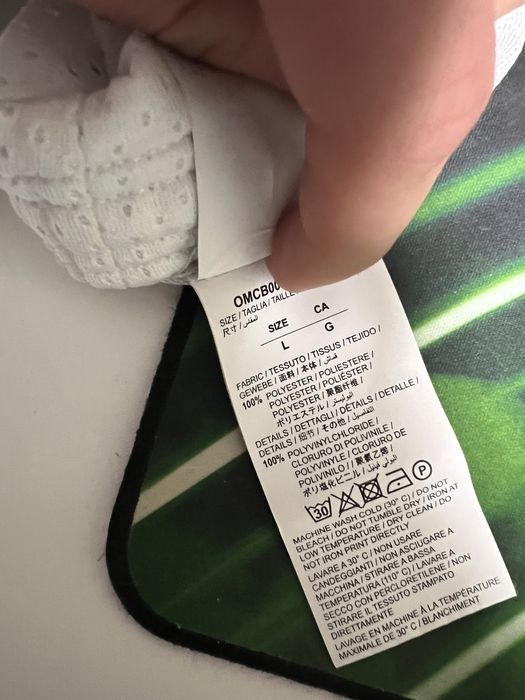 OMCB00
SIZE / TAGLIA / TAILLE
尺寸 / المقاس /
SIZE CA
L G
FABRIC / TESSUTO / TISSUS / TEJIDO /
GEWEBE / 面料 / 本体 / قماش /
100% POLYESTER / POLIESTERE /
POLYESTER / POLIÉSTER /
POLYESTER / 聚酯纤维 /
ポリエステル / البوليستر /
DETAILS / DETTAGLI / DÉTAILS / DETALLE /
DETAILS / 细节 / その他 / التفاصيل /
100% POLYVINYLCHLORIDE /
CLORURO DI POLIVINILE /
POLYVINYLE / CLORURO DE
POLIVINILO / / 聚氯乙烯 /
ポリ塩化ビニル /
30 P
MACHINE WASH COLD (30° C) / DO NOT
BLEACH / DO NOT TUMBLE DRY / IRON AT
LOW TEMPERATURE / DRY CLEAN / DO
NOT IRON PRINT DIRECTLY
LAVARE A 30° C / NON USARE
CANDEGGIANTI / NON ASCIUGARE A
MACCHINA / STIRARE A BASSA
TEMPERATURA (110° C) / LAVARE A
SECCO CON PERCLORETILENE / NON
STIRARE IL TESSUTO STAMPATO
DIRETTAMENTE
LAVAGE EN MACHINE À LA TEMPÉRATURE
MAXIMALE DE 30° C / BLANCHIMENT